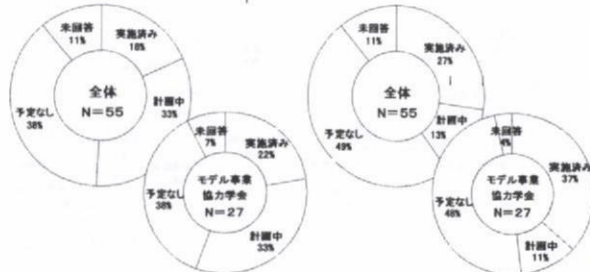 未回答
11%
実施済み
18%
計画中
33%
予定なし
38%
全体
N=55
未回答
7%
実施済み
22%
計画中
33%
予定なし
38%
モデル事業
協力学会
N=27
未回答
11%
実施済み
27%
計画中
13%
予定なし
49%
全体
N=55
未回答
4%
実施済み
37%
計画中
11%
予定なし
48%
モデル事業
協力学会
N=27